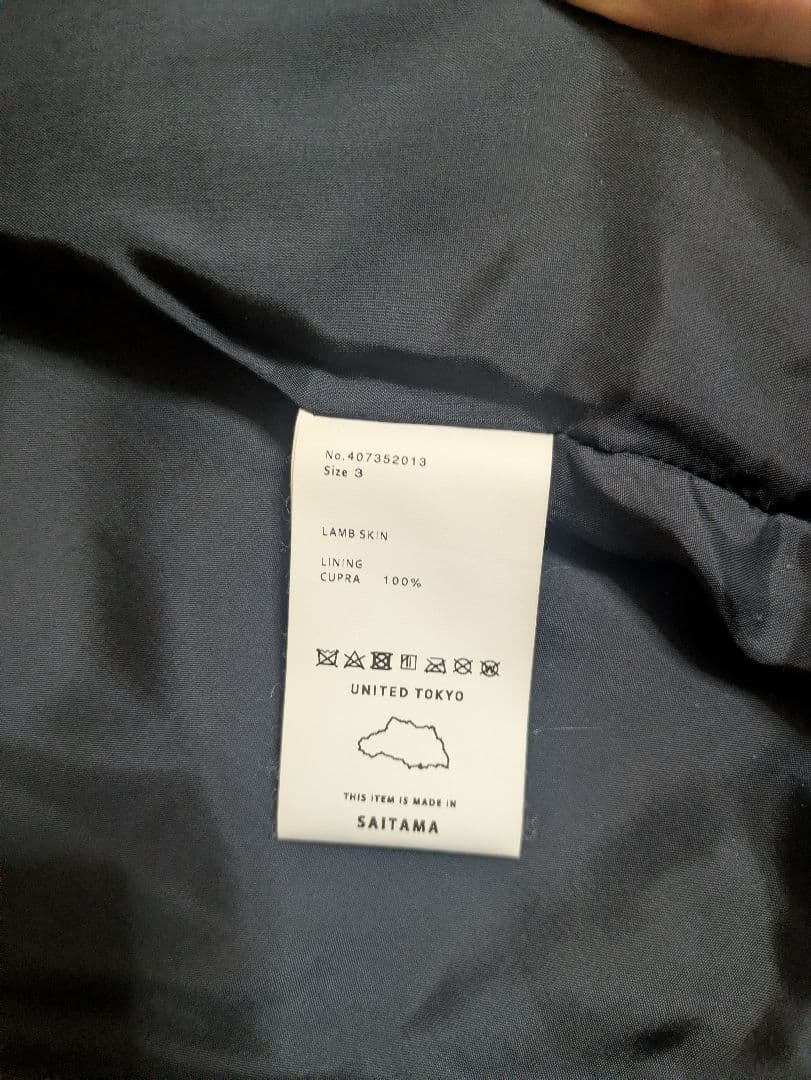 No.407352013
Size 3
LAMB SKIN
LINING
CUPRA 100%
UNITED TOKYO
THIS ITEM IS MADE IN
SAITAMA